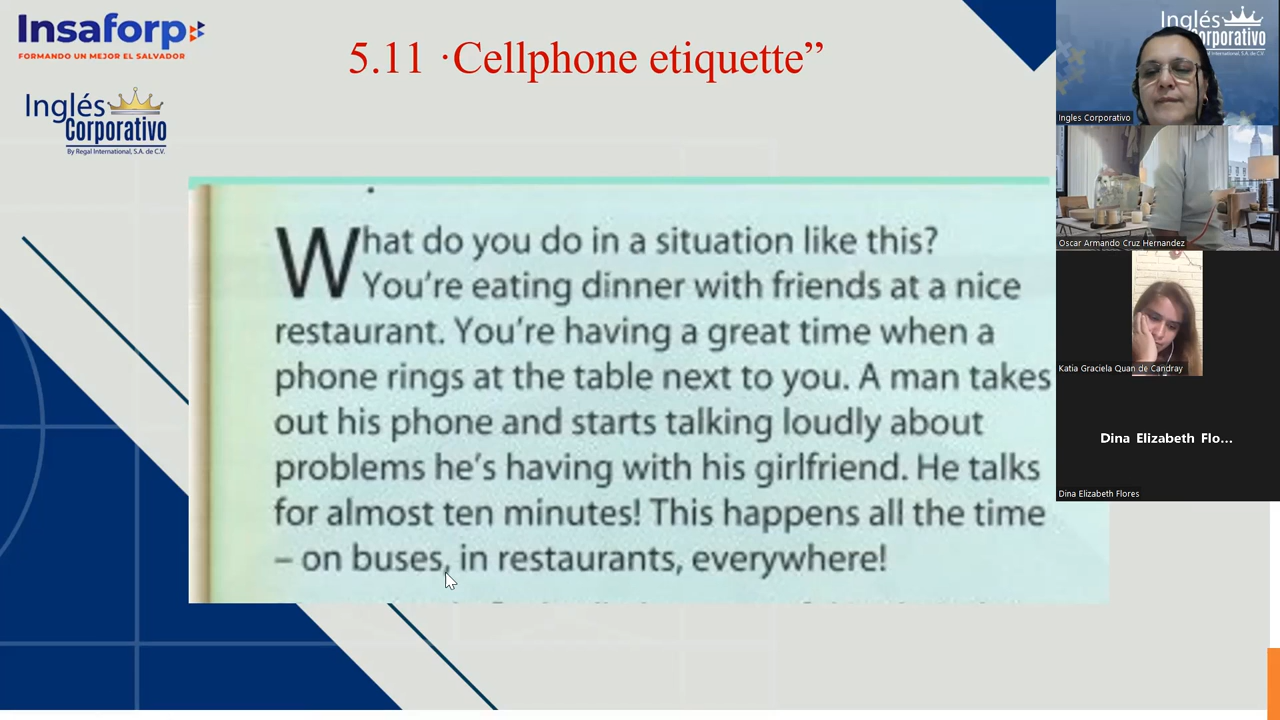 Insaforp
FORMANDO UN MEJOR EL SALVADOR
Inglés
Corporativo
By Regal International, S.A. de C.V.
5.11 ·Cellphone etiquette”
What do you do in a situation like this?
You're eating dinner with friends at a nice
restaurant. You're having a great time when a
phone rings at the table next to you. A man takes
out his phone and starts talking loudly about
problems he's having with his girlfriend. He talks
for almost ten minutes! This happens all the time
– on buses, in restaurants, everywhere!
Inglés
Corporativo
Ingles Corporativo
Oscar Armando Cruz Hernandez
Katia Graciela Quan de Candray
Dina Elizabeth Flo...
Dina Elizabeth Flores